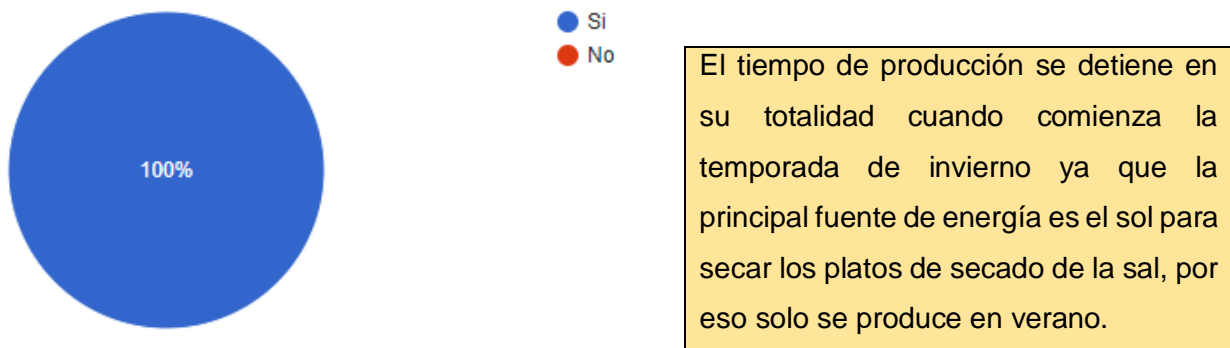 Si
No
100%
El tiempo de producción se detiene en
su totalidad cuando comienza la
temporada de invierno ya que la
principal fuente de energía es el sol para
secar los platos de secado de la sal, por
eso solo se produce en verano.